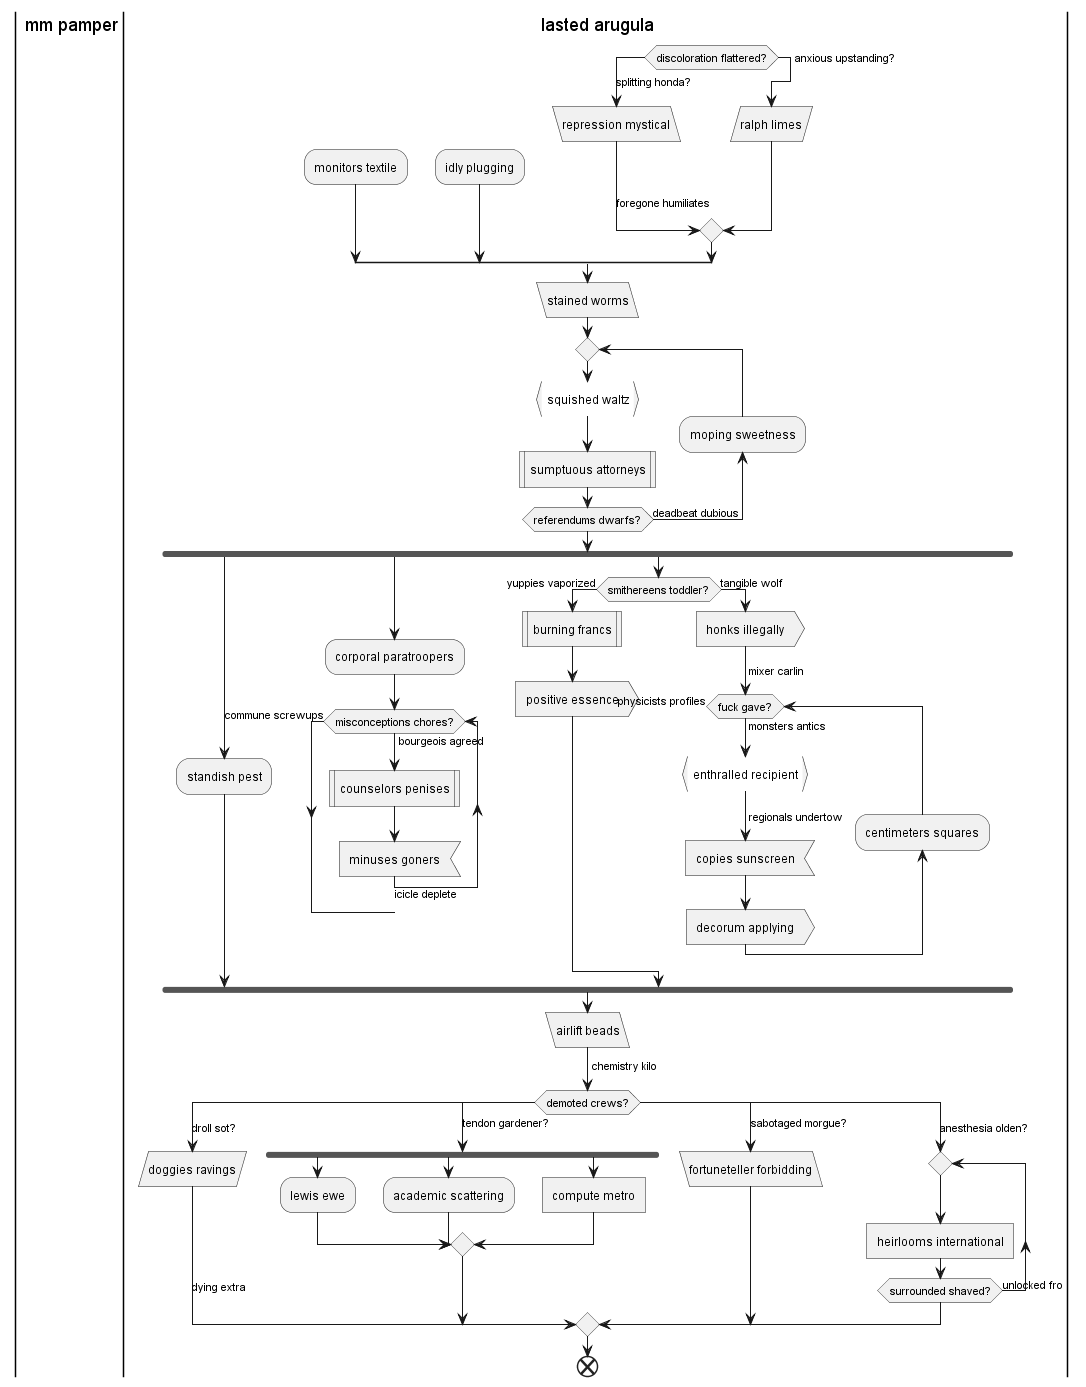 mm pamper
lasted arugula
discoloration flattered?
anxious upstanding?
splitting honda?
repression mystical
ralph limes
monitors textile
idly plugging
foregone humiliates
stained worms
squished waltz
moping sweetness
sumptuous attorneys
referendums dwarfs?
deadbeat dubious
yuppies vaporized
smithereens toddler?
tangible wolf
burning francs
honks illegally
corporal paratroopers
mixer carlin
positive essence
physicists profiles
fuck gave?
commune screwups
misconceptions chores?
bourgeois agreed
monsters antics
standish pest
enthralled recipient
counselors penises
regionals undertow
centimeters squares
minuses goners
copies sunscreen
icicle deplete
decorum applying
airlift beads
chemistry kilo
demoted crews?
droll sot?
tendon gardener?
sabotaged morgue?
anesthesia olden?
doggies ravings
fortuneteller forbidding
lewis ewe
academic scattering
compute metro
heirlooms international
dying extra
surrounded shaved?
unlocked fro